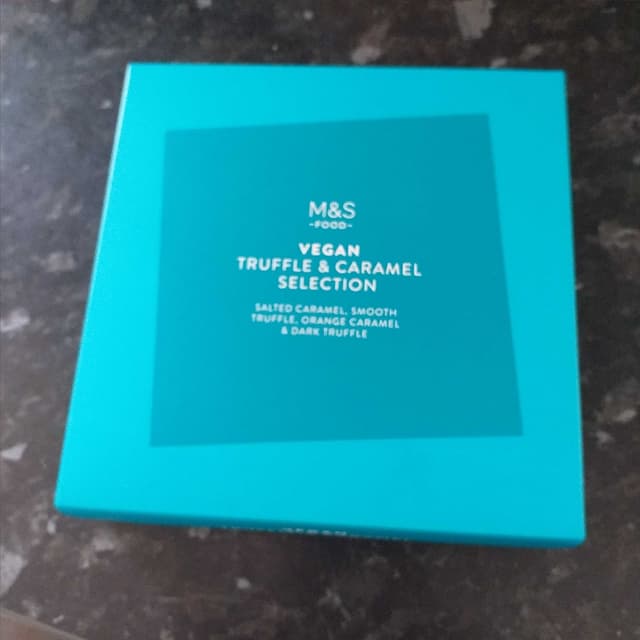 M&S
-FOOD-
VEGAN
TRUFFLE & CARAMEL
SELECTION
SALTED CARAMEL, SMOOTH
TRUFFLE, ORANGE CARAMEL
& DARK TRUFFLE